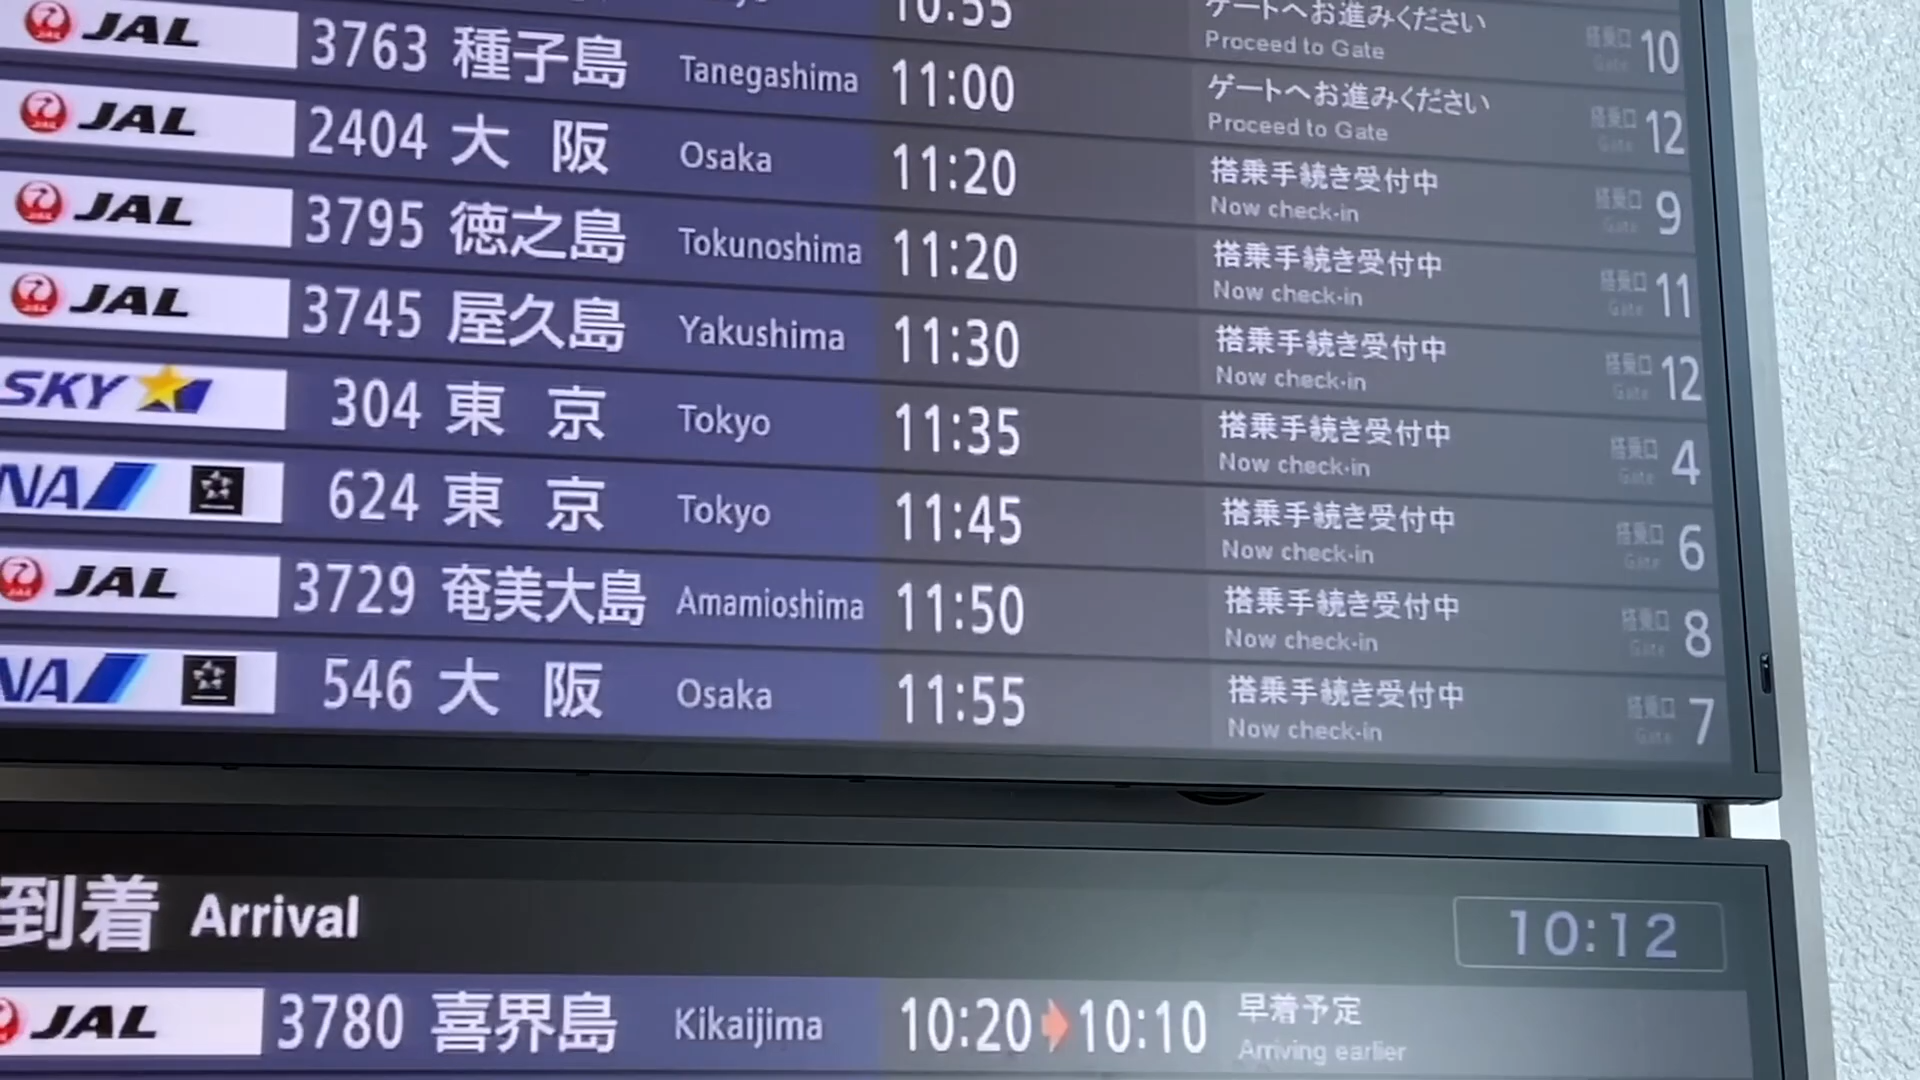 10:55 ゲートへお進みください
Proceed to Gate 搭乗口 Gate 10
JAL 3763 種子島 Tanegashima 11:00 ゲートへお進みください
Proceed to Gate 搭乗口 Gate 12
JAL 2404 大阪 Osaka 11:20 搭乗手続き受付中
Now check-in 搭乗口 Gate 9
JAL 3795 徳之島 Tokunoshima 11:20 搭乗手続き受付中
Now check-in 搭乗口 Gate 11
JAL 3745 屋久島 Yakushima 11:30 搭乗手続き受付中
Now check-in 搭乗口 Gate 12
SKY 304 東京 Tokyo 11:35 搭乗手続き受付中
Now check-in 搭乗口 Gate 4
NA 624 東京 Tokyo 11:45 搭乗手続き受付中
Now check-in 搭乗口 Gate 6
JAL 3729 奄美大島 Amamioshima 11:50 搭乗手続き受付中
Now check-in 搭乗口 Gate 8
NA 546 大阪 Osaka 11:55 搭乗手続き受付中
Now check-in 搭乗口 Gate 7
到着 Arrival 10:12
JAL 3780 喜界島 Kikaijima 10:20 10:10 早着予定
Arriving earlier